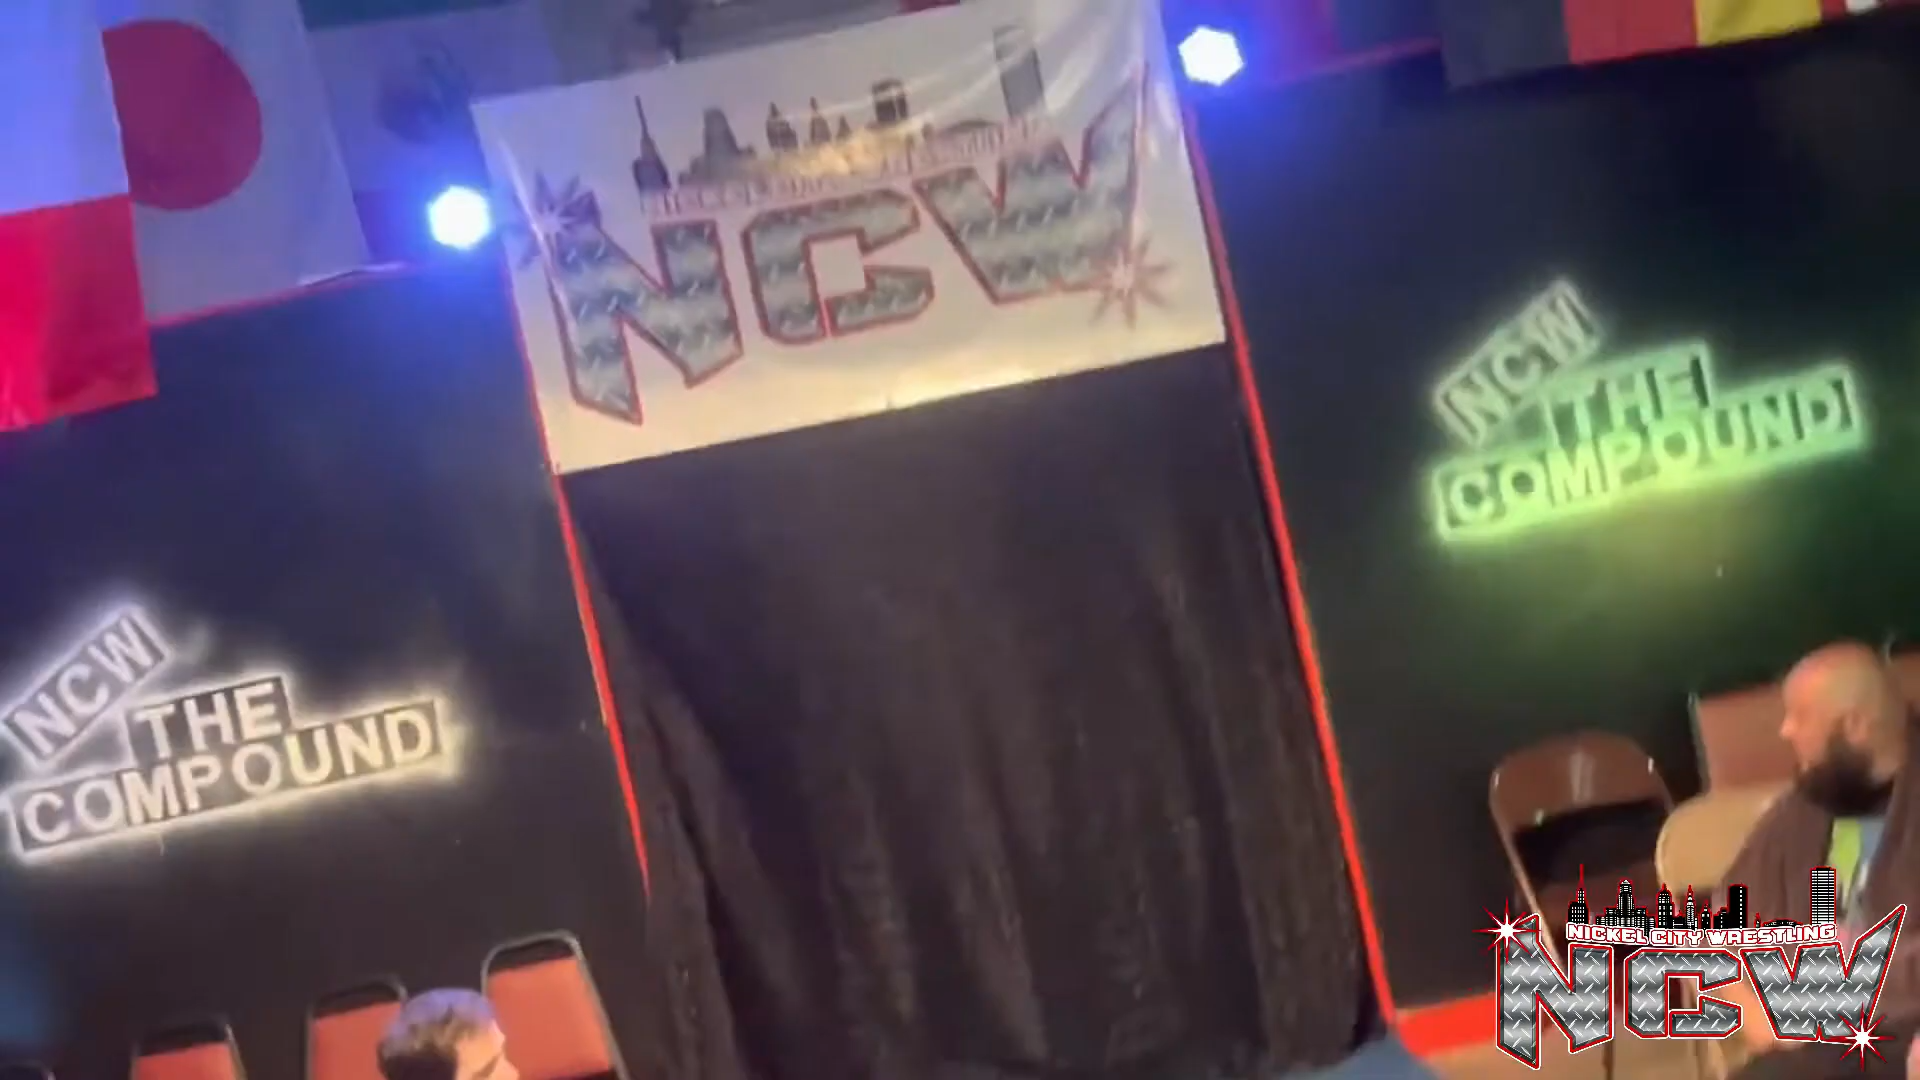 NCW
NCW
THE
COMPOUND
NCW
THE
COMPOUND
NICKEL CITY WRESTLING
NCW